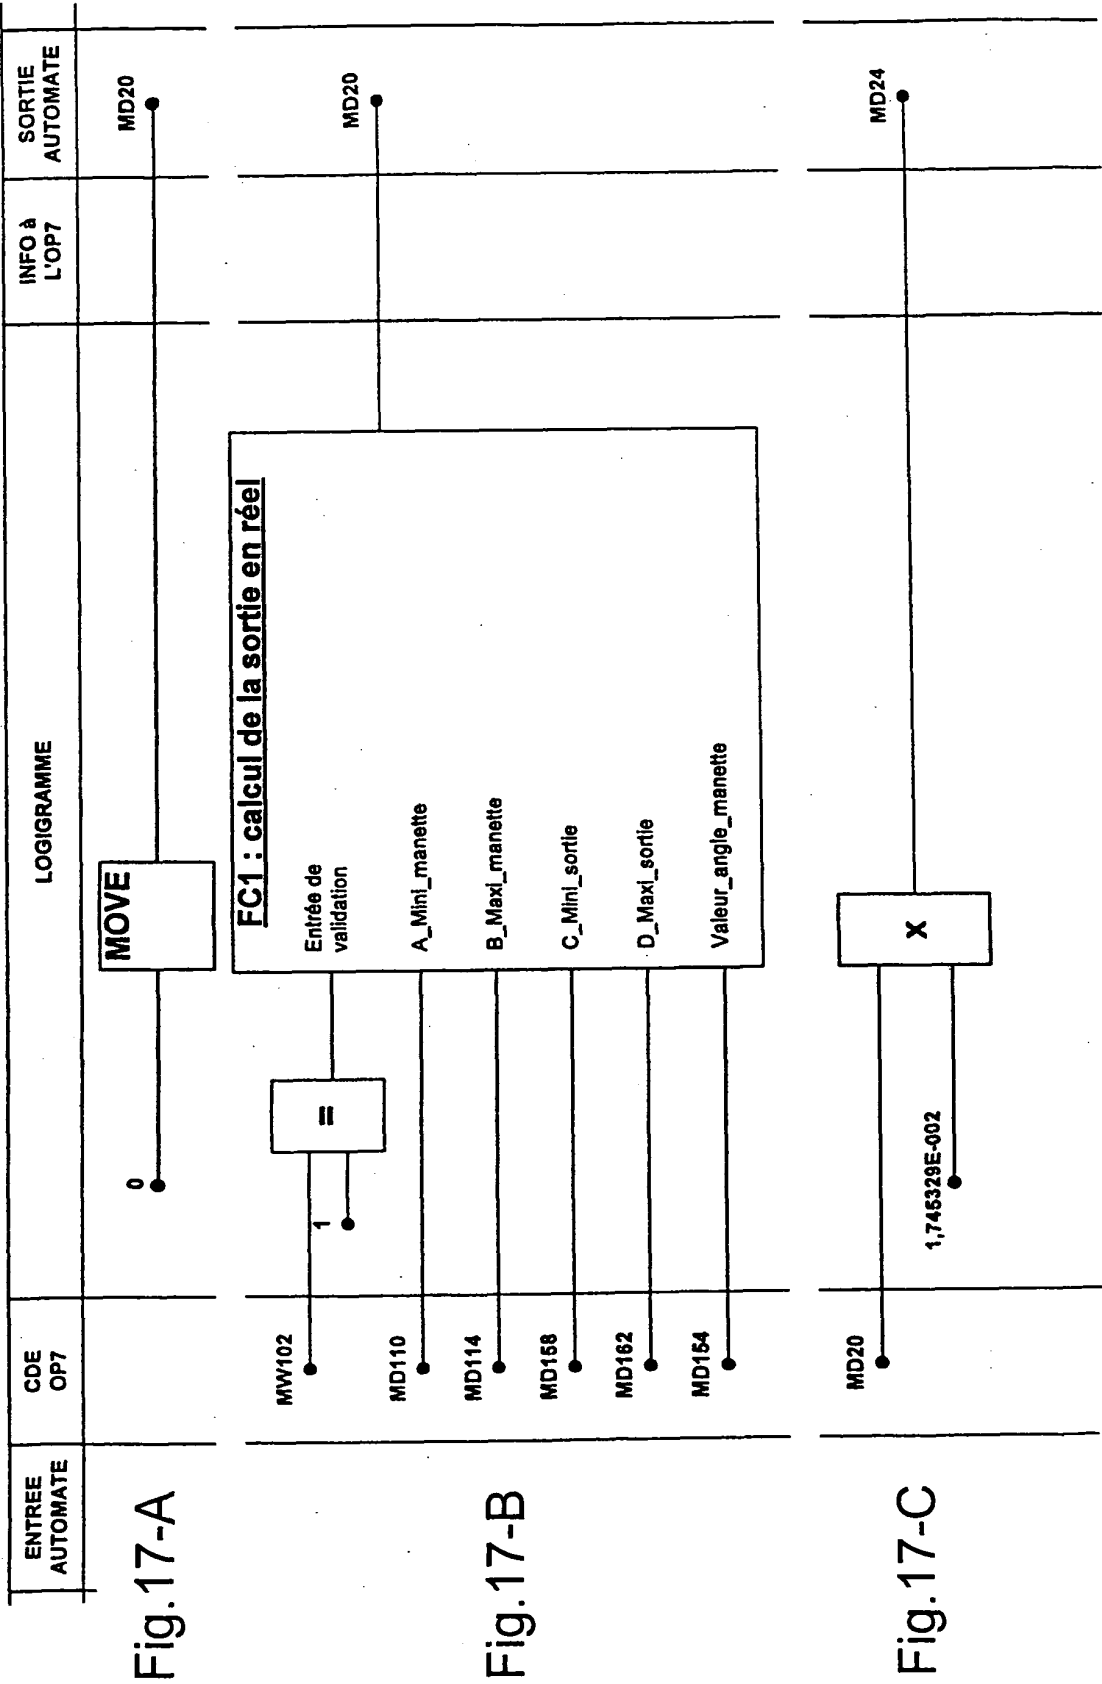 ENTREE
AUTOMATE
CDE
OP7
LOGIGRAMME
INFO à
L'OP7
SORTIE
AUTOMATE
Fig.17-A
0
MOVE
MD20
Fig.17-B
FC1 : calcul de la sortie en réel
MW102
1
=
Entrée de
validation
MD20
MD110
A_Mini_manette
MD114
B_Maxi_manette
MD158
C_Mini_sortie
MD162
D_Maxi_sortie
MD154
Valeur_angle_manette
Fig.17-C
MD20
1,745329E-002
X
MD24